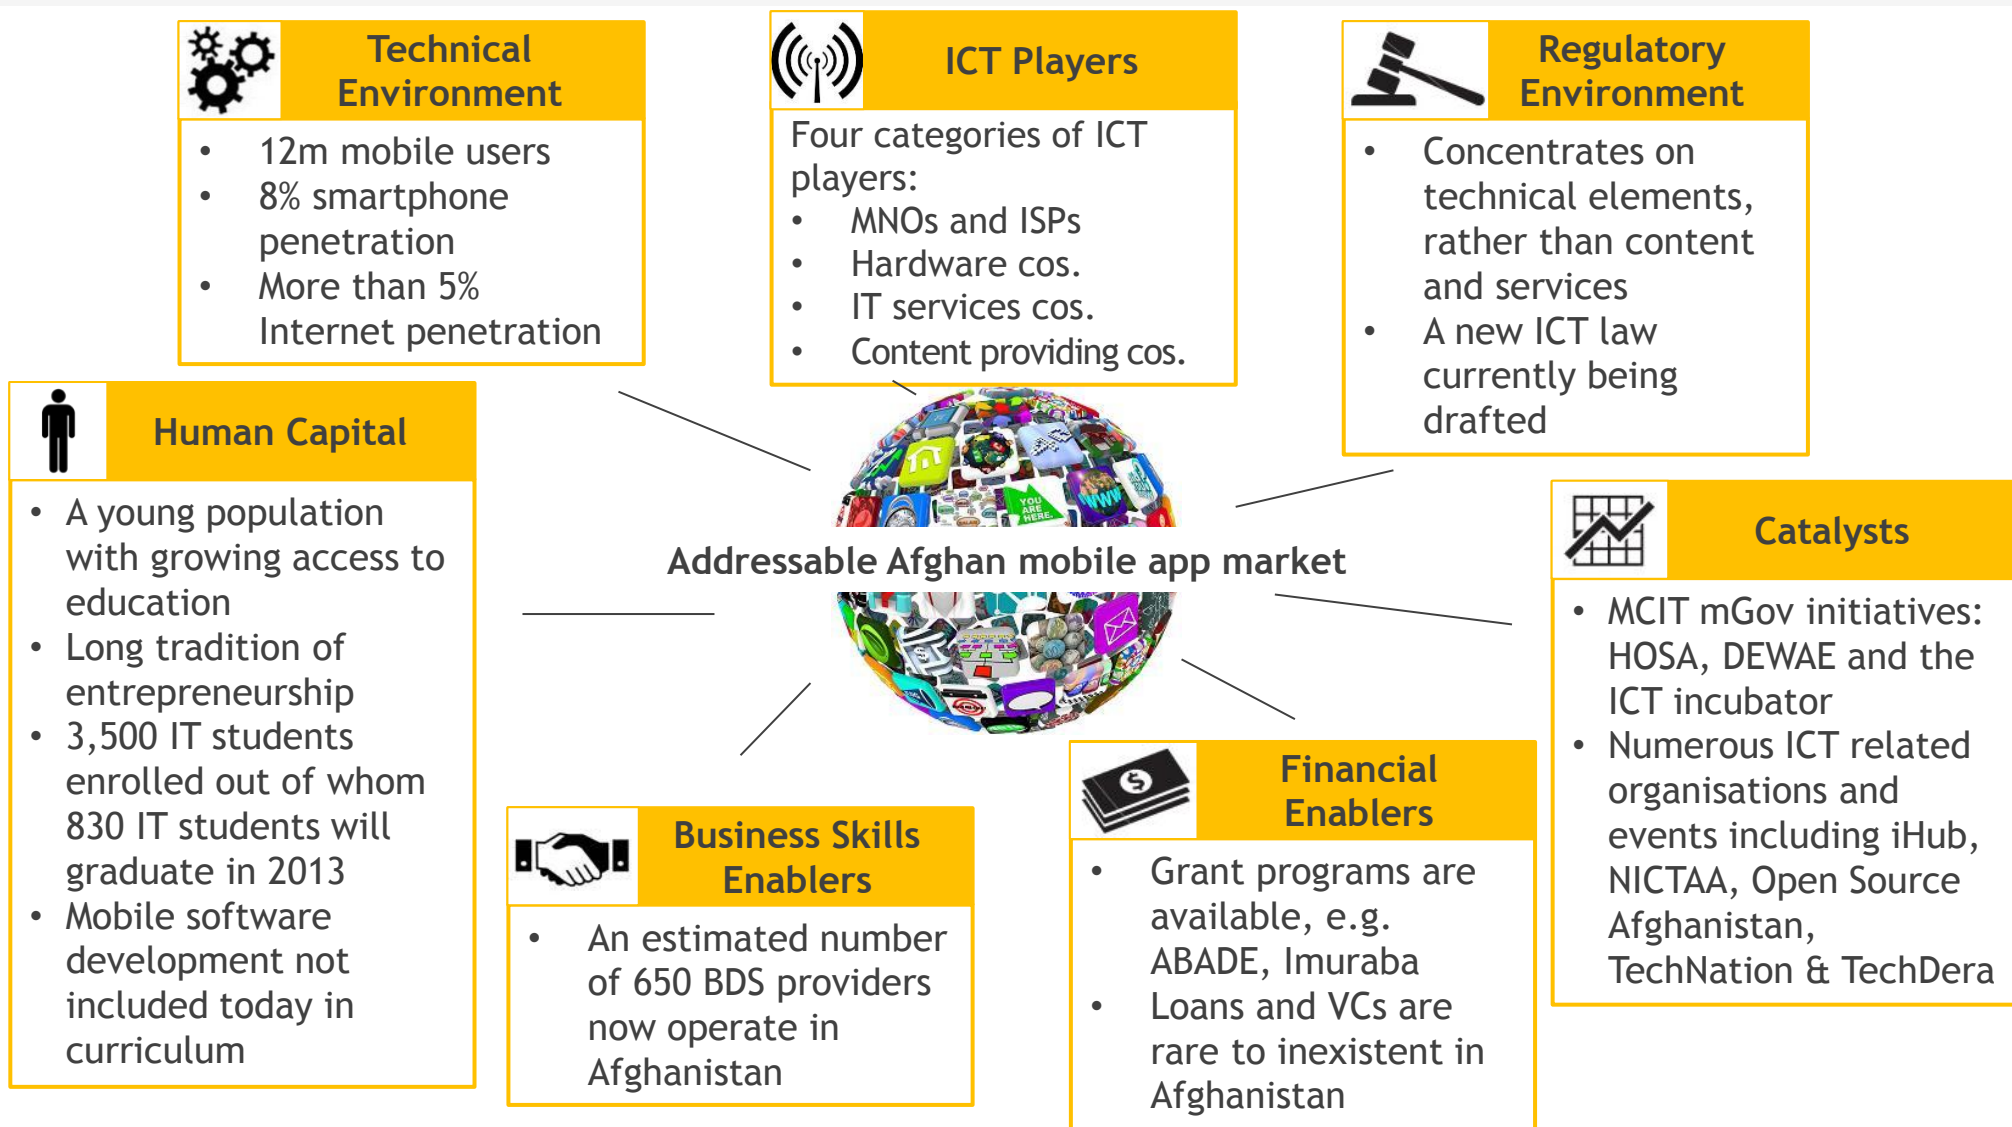 Technical
Environment
• 12m mobile users
• 8% smartphone
penetration
• More than 5%
Internet penetration
ICT Players
Four categories of ICT
players:
• MNOs and ISPs
• Hardware cos.
• IT services cos.
• Content providing cos.
Regulatory
Environment
• Concentrates on
technical elements,
rather than content
and services
• A new ICT law
currently being
drafted
Human Capital
• A young population
with growing access to
education
• Long tradition of
entrepreneurship
• 3,500 IT students
enrolled out of whom
830 IT students will
graduate in 2013
• Mobile software
development not
included today in
curriculum
YOU
ARE
HERE.
WWW
Addressable Afghan mobile app market
Catalysts
• MCIT mGov initiatives:
HOSA, DEWAE and the
ICT incubator
• Numerous ICT related
organisations and
events including iHub,
NICTAA, Open Source
Afghanistan,
TechNation & TechDera
Business Skills
Enablers
• An estimated number
of 650 BDS providers
now operate in
Afghanistan
Financial
Enablers
• Grant programs are
available, e.g.
ABADE, Imuraba
• Loans and VCs are
rare to inexistent in
Afghanistan